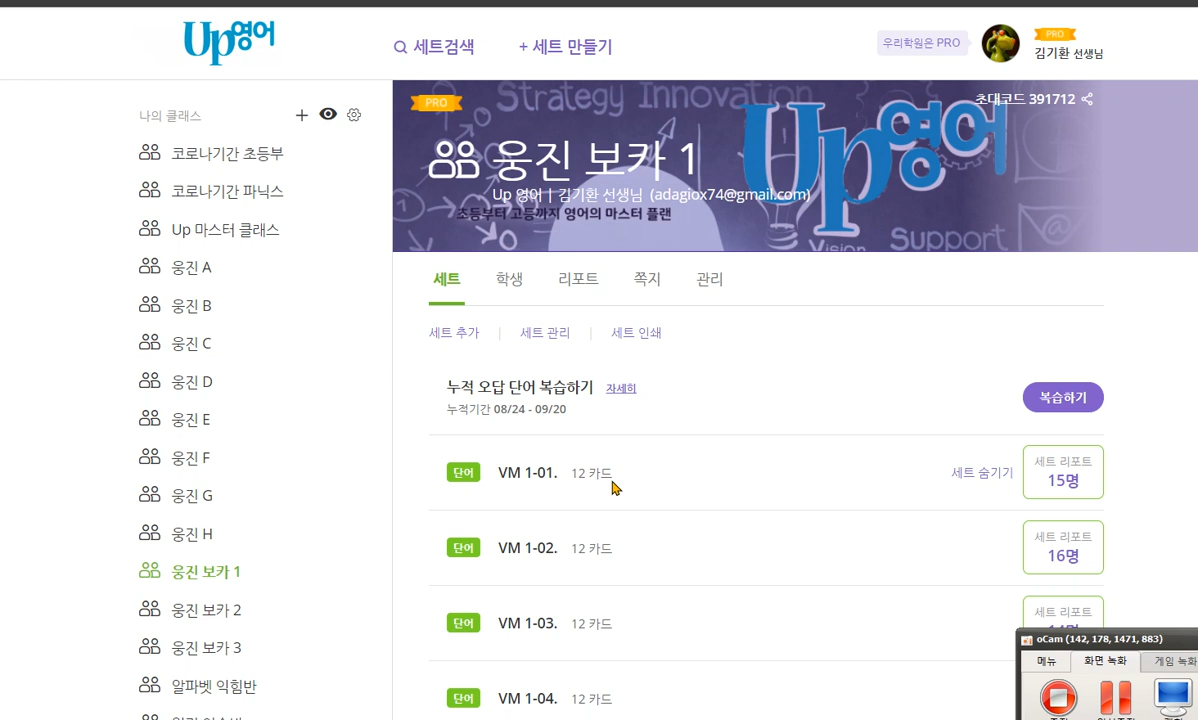 Up영어
세트검색
+ 세트 만들기
우리학원은 PRO
PRO
김기환 선생님
나의 클래스
코로나기간 초등부
코로나기간 파닉스
Up 마스터 클래스
웅진 A
웅진 B
웅진 C
웅진 D
웅진 E
웅진 F
웅진 G
웅진 H
웅진 보카 1
웅진 보카 2
웅진 보카 3
알파벳 익힘반
PRO
Strategy Innovation
초대코드 391712
웅진 보카 1
Up영어
Up 영어 | 김기환 선생님 (adagiox74@gmail.com)
초등부터 고등까지 영어의 마스터 플랜
Vision
Support
세트
학생
리포트
쪽지
관리
세트 추가 | 세트 관리 | 세트 인쇄
누적 오답 단어 복습하기 자세히
누적기간 08/24 - 09/20
복습하기
단어 VM 1-01. 12 카드
세트 숨기기
세트 리포트
15명
단어 VM 1-02. 12 카드
세트 리포트
16명
단어 VM 1-03. 12 카드
세트 리포트
단어 VM 1-04. 12 카드
oCam (142, 178, 1471, 883)
메뉴
화면 녹화
게임 녹화